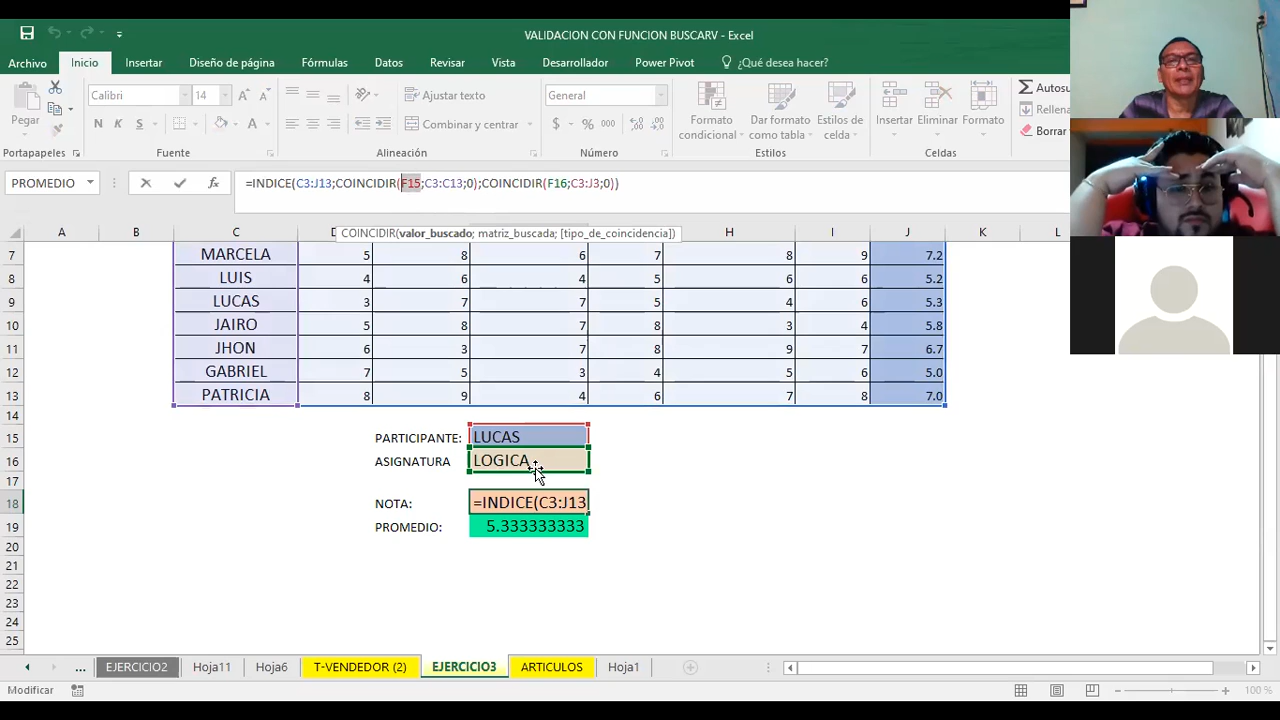 VALIDACION CON FUNCION BUSCARV - Excel
Archivo Inicio Insertar Diseño de página Fórmulas Datos Revisar Vista Desarrollador Power Pivot ¿Qué desea hacer?
Pegar
Calibri 14
N K S
Ajustar texto
Combinar y centrar
General
$ % 000
Formato condicional
Dar formato como tabla
Estilos de celda
Insertar Eliminar Formato
Σ Autosu
Rellena
Borrar
Portapapeles Fuente Alineación Número Estilos Celdas
PROMEDIO fx =INDICE(C3:J13;COINCIDIR(F15;C3:C13;0);COINCIDIR(F16;C3:J3;0))
COINCIDIR(valor_buscado; matriz_buscada; [tipo_de_coincidencia])
A B C D H I J K L
7 MARCELA 5 8 6 7 8 9 7.2
8 LUIS 4 6 4 5 6 6 5.2
9 LUCAS 3 7 7 5 4 6 5.3
10 JAIRO 5 8 7 8 3 4 5.8
11 JHON 6 3 7 8 9 7 6.7
12 GABRIEL 7 5 3 4 5 6 5.0
13 PATRICIA 8 9 4 6 7 8 7.0
14
15 PARTICIPANTE: LUCAS
16 ASIGNATURA LOGICA
17
18 NOTA: =INDICE(C3:J13
19 PROMEDIO: 5.333333333
20
21
22
23
24
25
... EJERCICIO2 Hoja11 Hoja6 T-VENDEDOR (2) EJERCICIO3 ARTICULOS Hoja1
Modificar 100 %